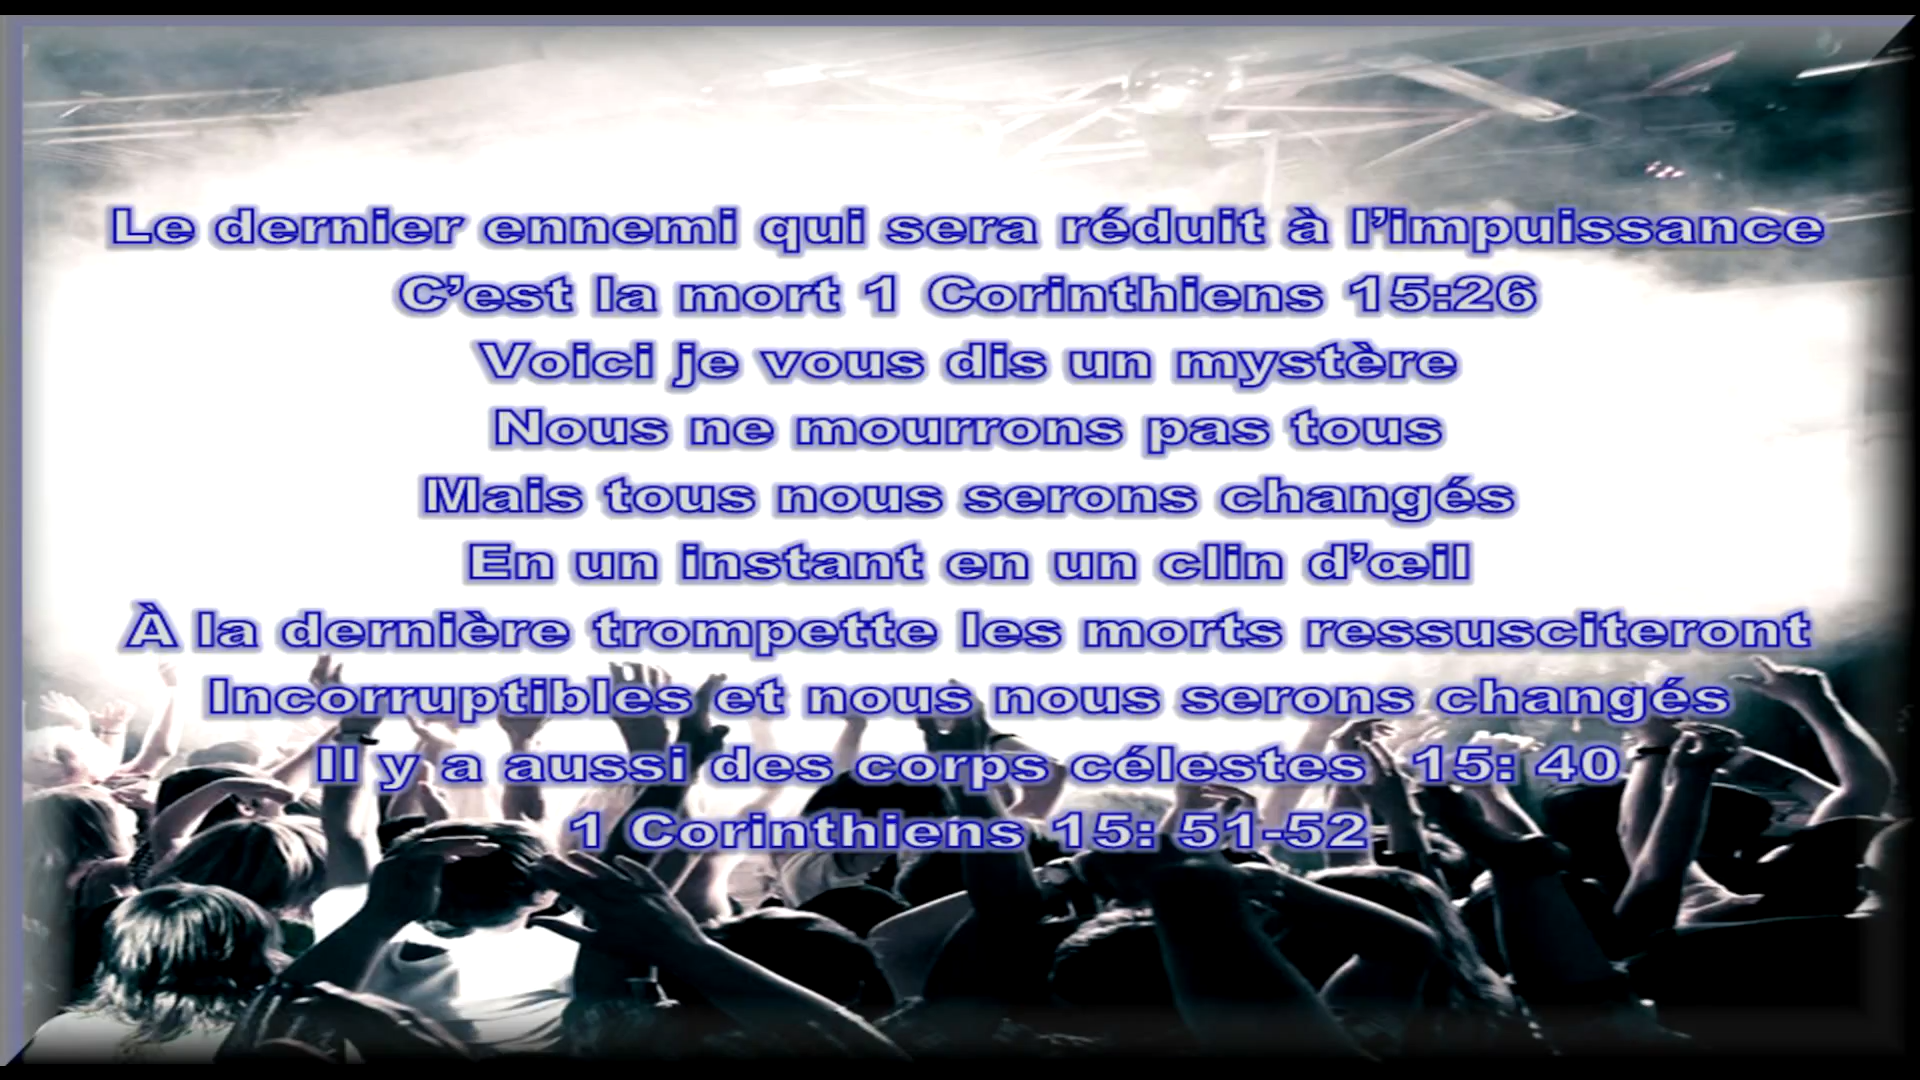 Le dernier ennemi qui sera réduit à l’impuissance
C’est la mort 1 Corinthiens 15:26
Voici je vous dis un mystère
Nous ne mourrons pas tous
Mais tous nous serons changés
En un instant en un clin d’œil
À la dernière trompette les morts ressusciteront
Incorruptibles et nous nous serons changés
Il y a aussi des corps célestes  15: 40
1 Corinthiens 15: 51-52